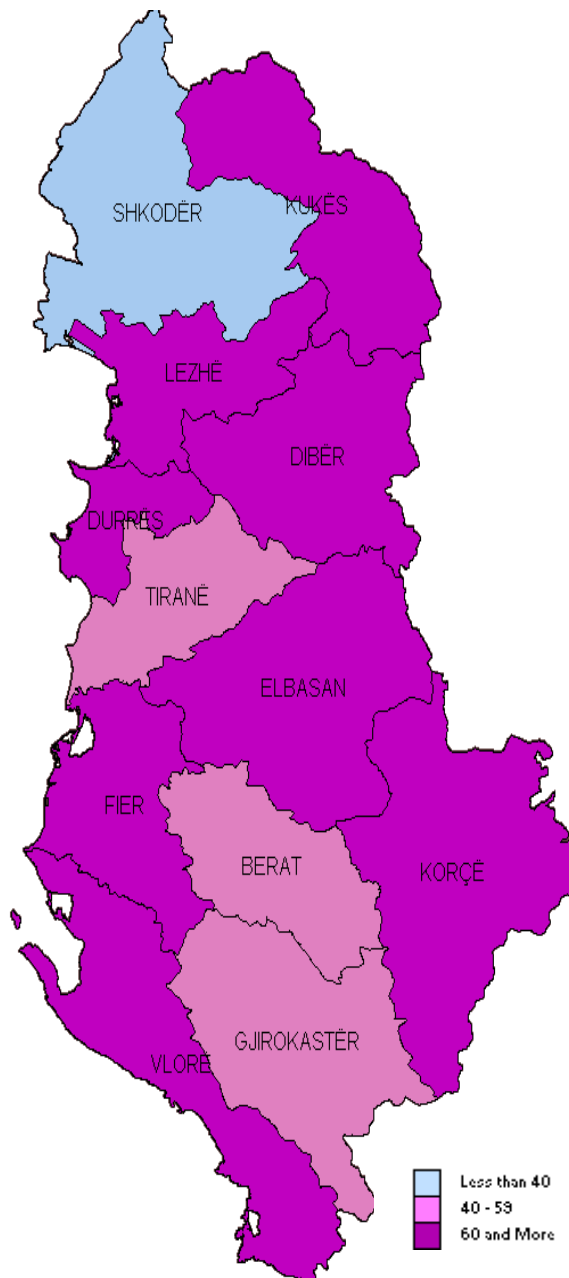 SHKODËR
KUKËS
LEZHË
DIBËR
DURRËS
TIRANË
ELBASAN
FIER
BERAT
KORÇË
GJIROKASTËR
VLORË
Less than 40
40 - 59
60 and More